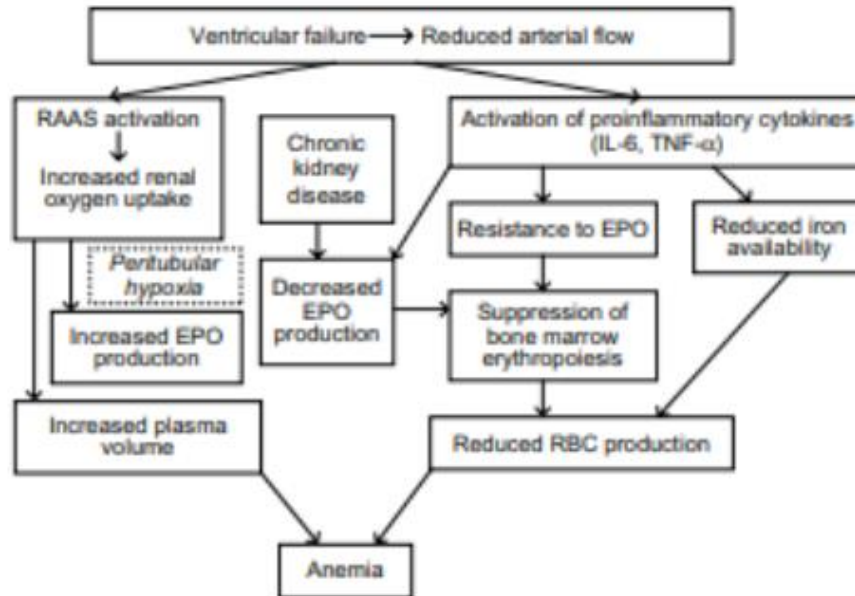 Ventricular failure → Reduced arterial flow
RAAS activation
Increased renal
oxygen uptake
Chronic
kidney
disease
Activation of proinflammatory cytokines
(IL-6, TNF-α)
Resistance to EPO
Reduced iron
availability
Peritubular
hypoxia
Decreased
EPO
production
Suppression of
bone marrow
erythropoiesis
Increased EPO
production
Increased plasma
volume
Reduced RBC production
Anemia